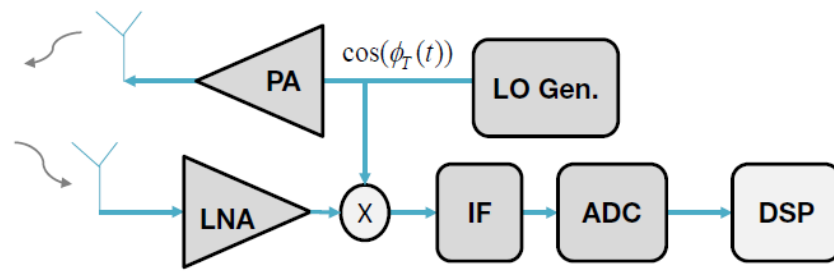 cos(ϕ_T(t))
PA
LO Gen.
LNA
X
IF
ADC
DSP